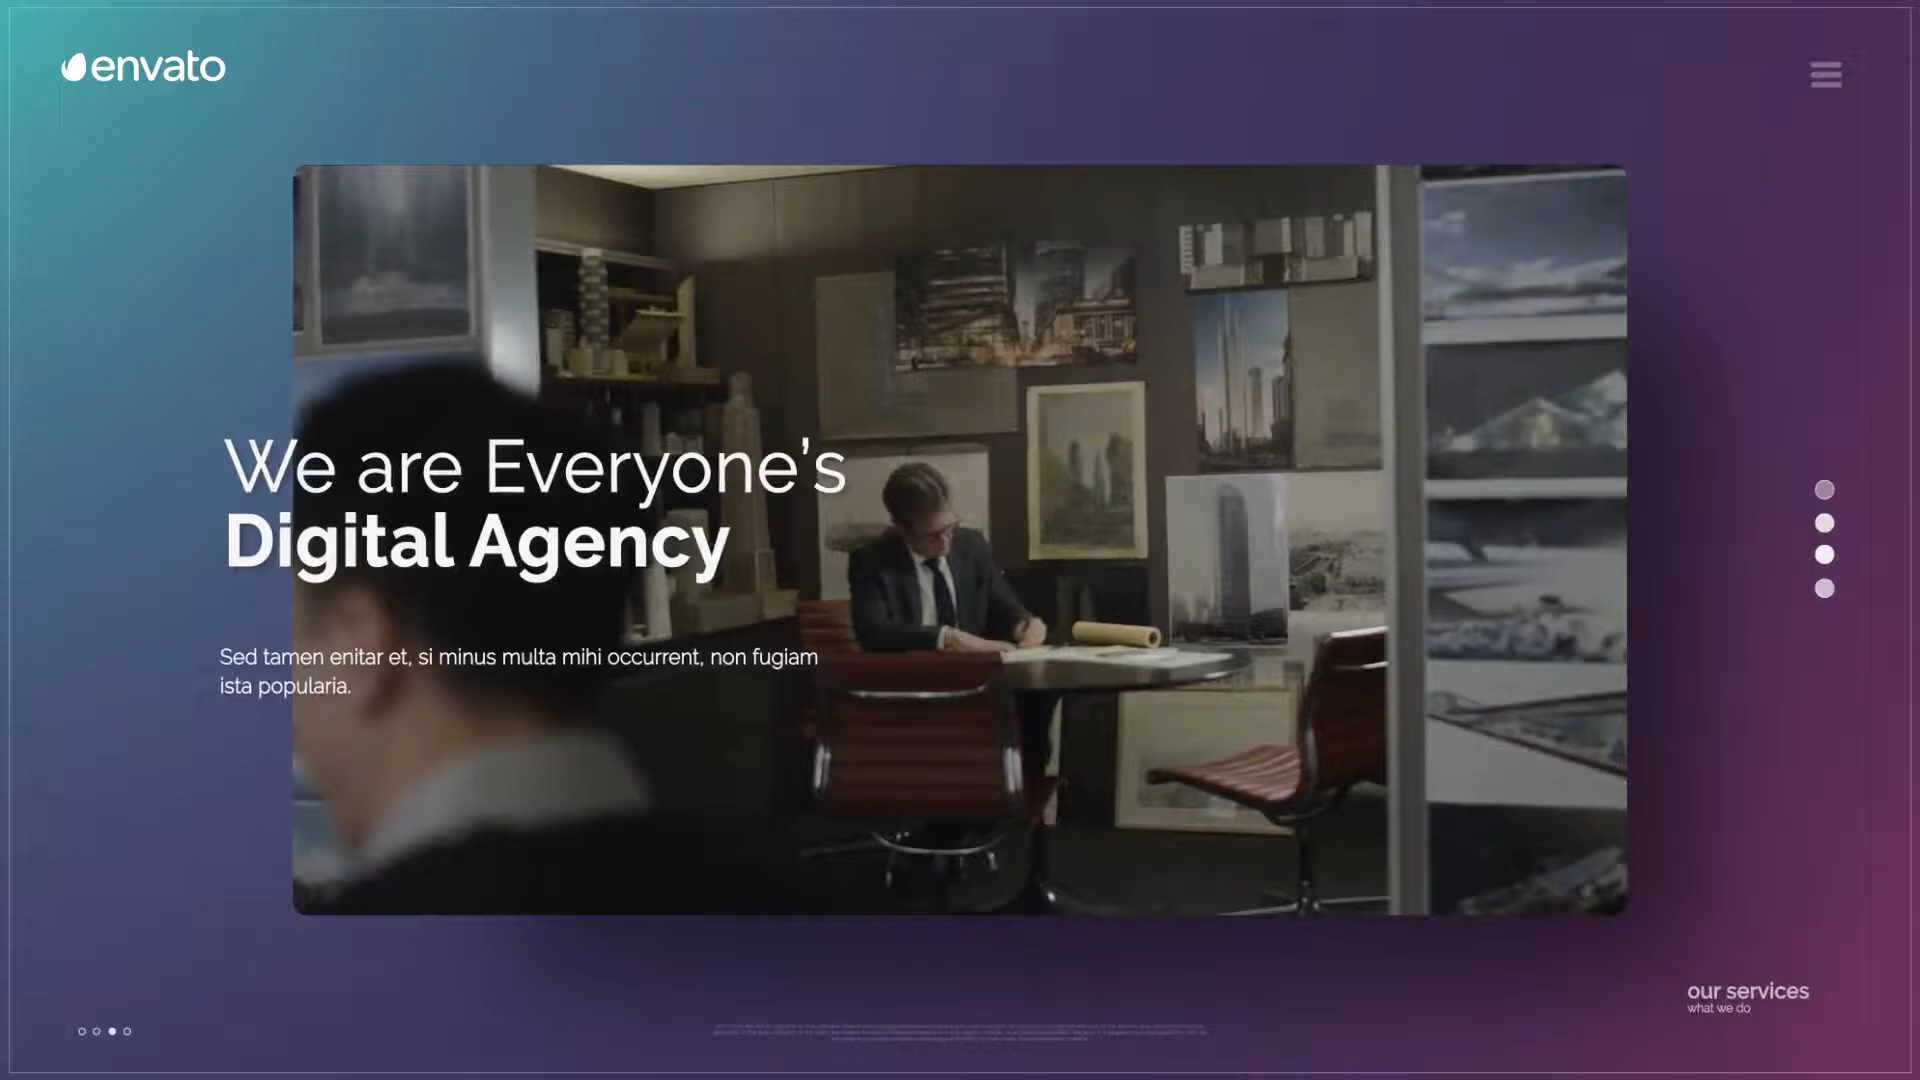 envato
We are Everyone’s
Digital Agency
Sed tamen enitar et, si minus multa mihi occurrent, non fugiam
ista popularia.
our services
what we do